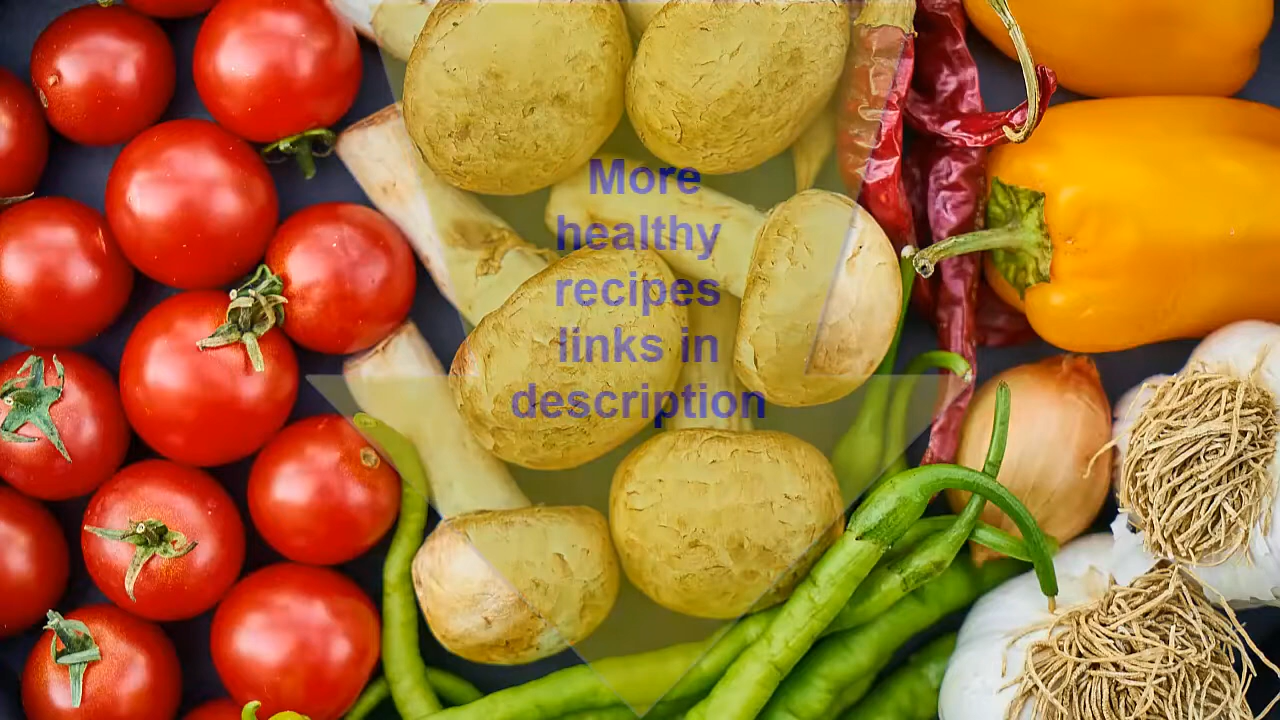 More
healthy
recipes
links in
description